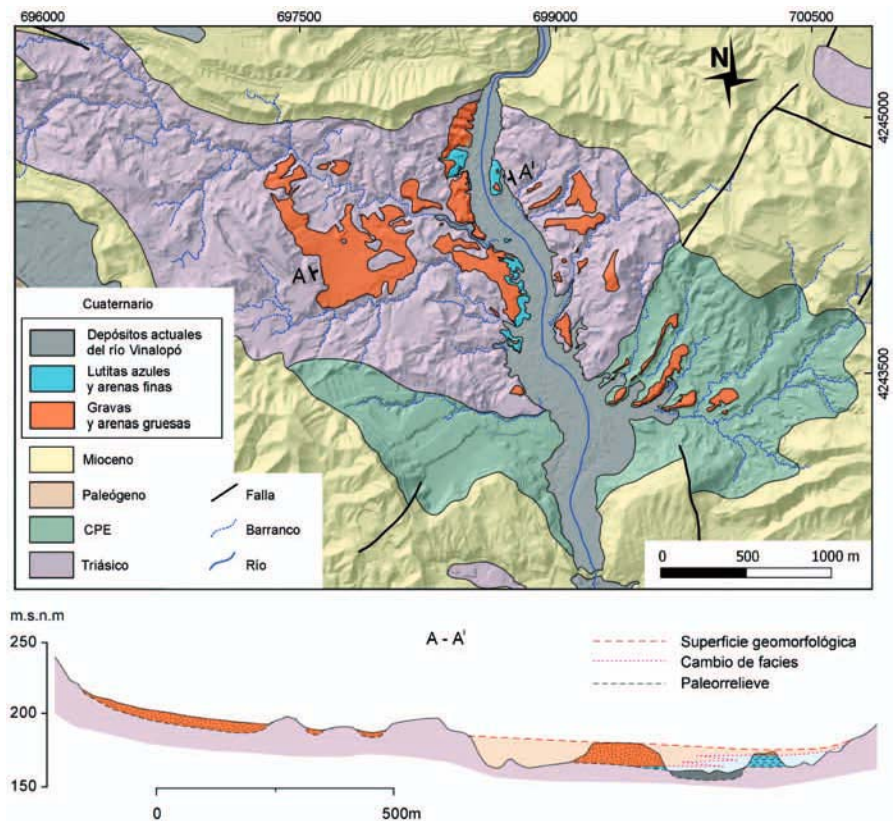 696000
697500
699000
700500
N
4245000
A'
A
4243500
Cuaternario
Depósitos actuales
del río Vinalopó
Lutitas azules
y arenas finas
Gravas
y arenas gruesas
Mioceno
Paleógeno
CPE
Triásico
Falla
Barranco
Río
0 500 1000 m
m.s.n.m
A - A'
250
200
150
Superficie geomorfológica
Cambio de facies
Paleorrelieve
0 500m